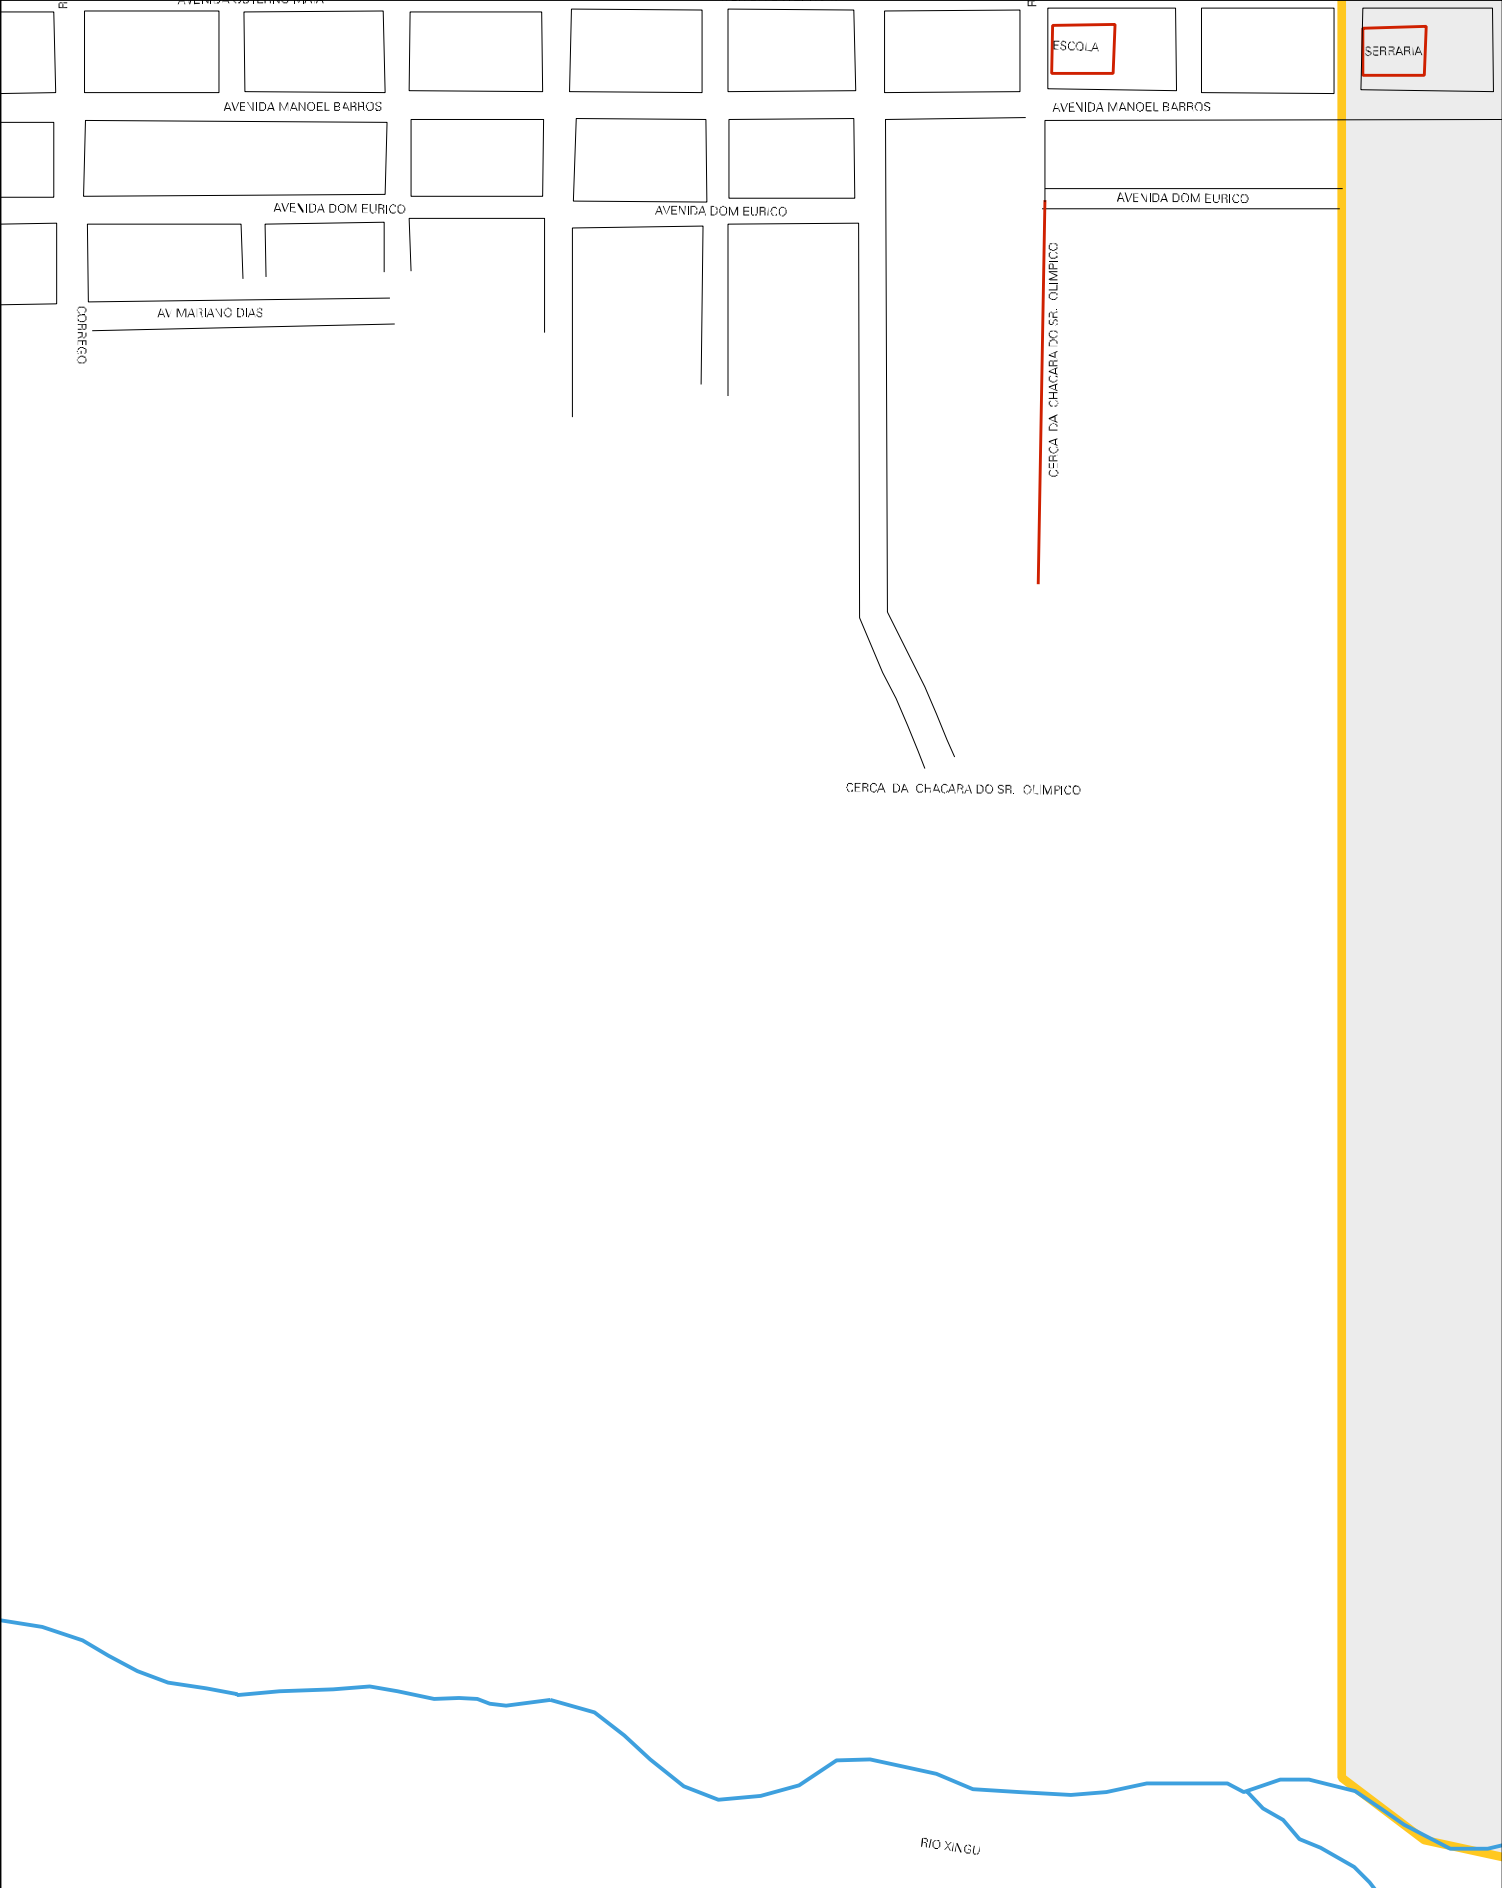 ESCOLA
SERRARIA
AVENIDA MANOEL BARROS
AVENIDA MANOEL BARROS
AVENIDA DOM EURICO
AVENIDA DOM EURICO
AVENIDA DOM EURICO
CERCA DA CHACARA DO SR. OLIMPICO
AV MARIANO DIAS
CORREGO
CERCA DA CHACARA DO SR. OLIMPICO
RIO XINGU